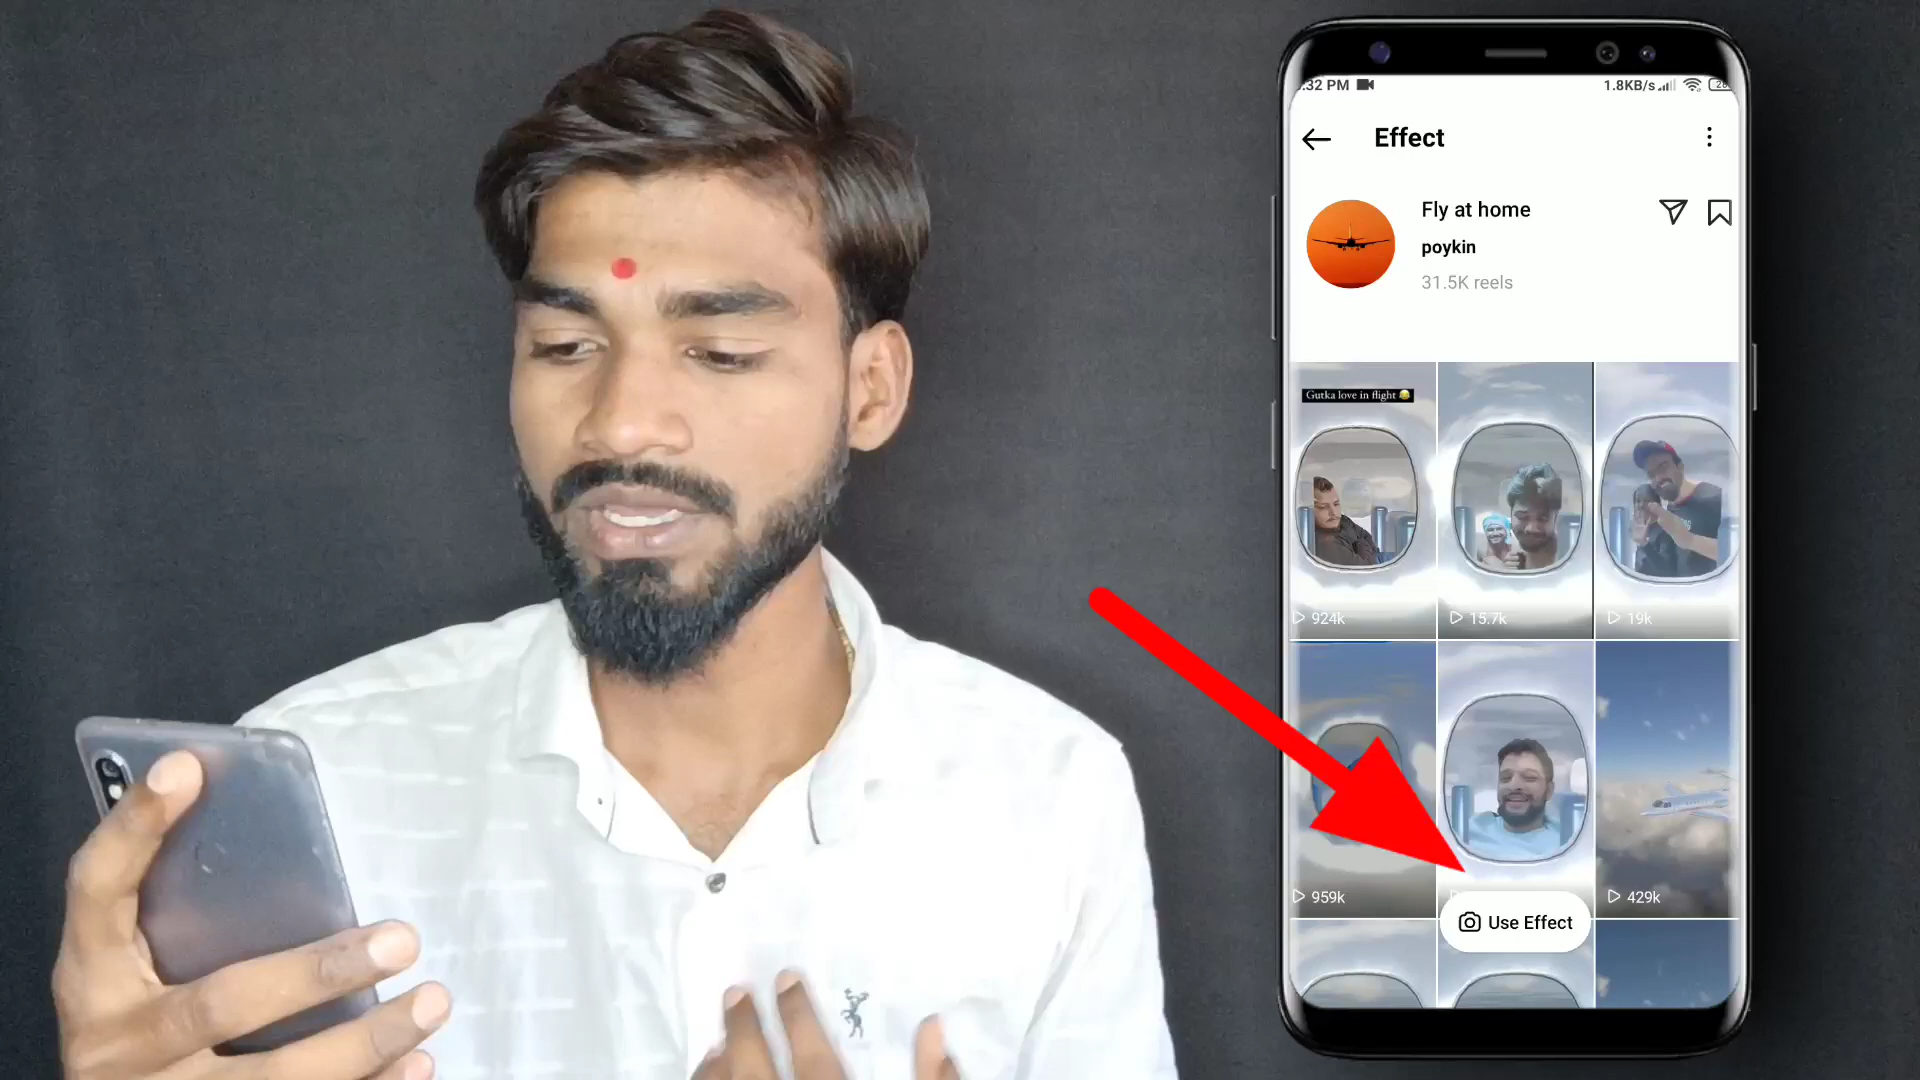 :32 PM
1.8KB/s
Effect
Fly at home
poykin
31.5K reels
Gutka love in flight 😂
924k
15.7k
19k
959k
429k
Use Effect